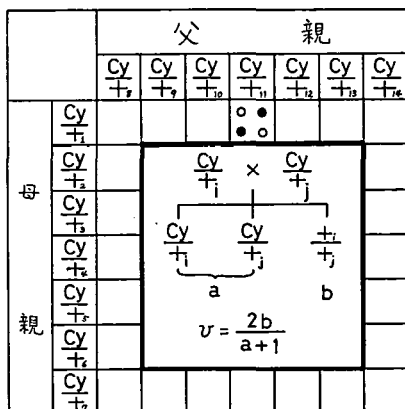 父 親
Cy/+₈ Cy/+₉ Cy/+₁₀ Cy/+₁₁ Cy/+₁₂ Cy/+₁₃ Cy/+₁₄
母 親
Cy/+₁
Cy/+₂
Cy/+₃
Cy/+₄
Cy/+₅
Cy/+₆
Cy/+₇
Cy/+i × Cy/+j
Cy/+i Cy/+j +i/+j
a b
v = 2b/a+1